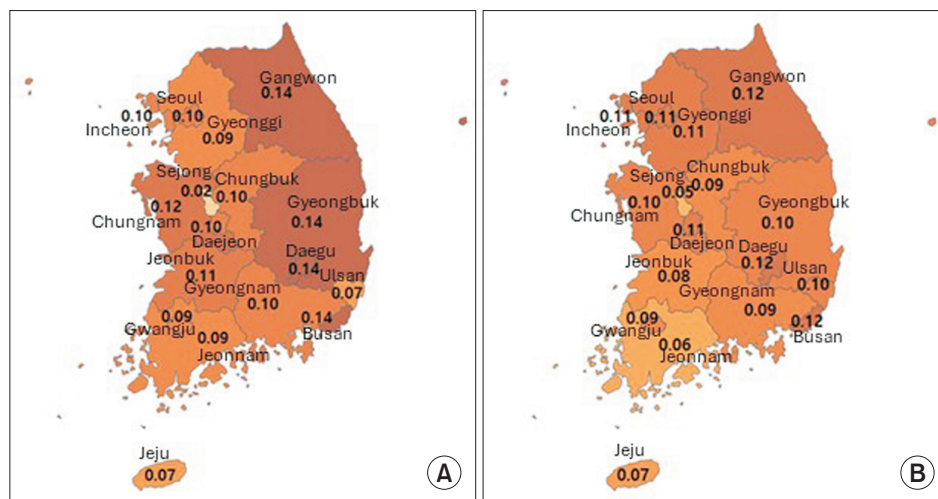 Gangwon
0.14
Seoul
0.10
0.10
Incheon
Gyeonggi
0.09
Sejong
0.02
Chungbuk
0.10
0.12
Chungnam
Gyeongbuk
0.14
0.10
Daejeon
Daegu
0.14
Jeonbuk
0.11
Ulsan
0.07
Gyeongnam
0.10
0.09
Gwangju
0.14
Busan
0.09
Jeonnam
Jeju
0.07
A
Gangwon
0.12
Seoul
0.11
0.11
Incheon
Gyeonggi
0.11
Chungbuk
0.09
Sejong
0.05
0.10
Chungnam
Gyeongbuk
0.10
0.11
Daejeon
Daegu
0.12
Jeonbuk
0.08
Ulsan
0.10
Gyeongnam
0.09
0.09
Gwangju
0.12
Busan
0.06
Jeonnam
Jeju
0.07
B